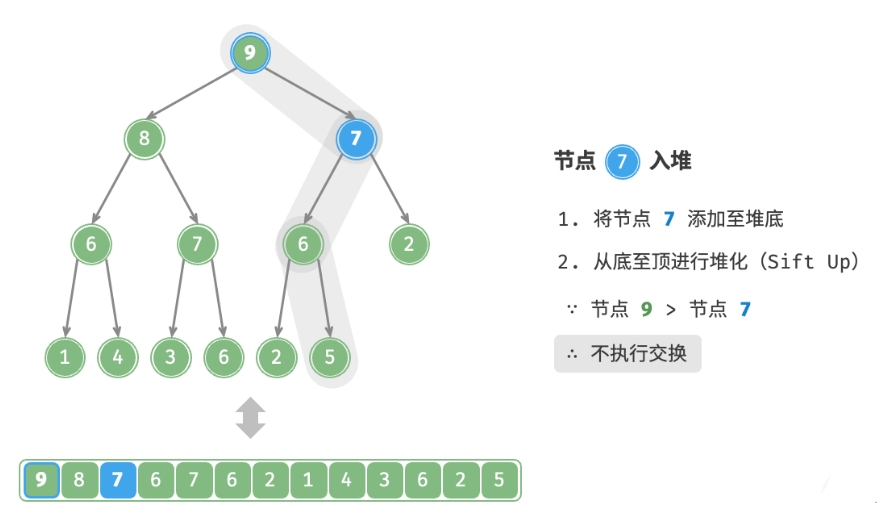 9
8
7
节点 7 入堆
1. 将节点 7 添加至堆底
6
7
6
2
2. 从底至顶进行堆化（Sift Up）
∵ 节点 9 > 节点 7
1
4
3
6
2
5
∴ 不执行交换
9 8 7 6 7 6 2 1 4 3 6 2 5